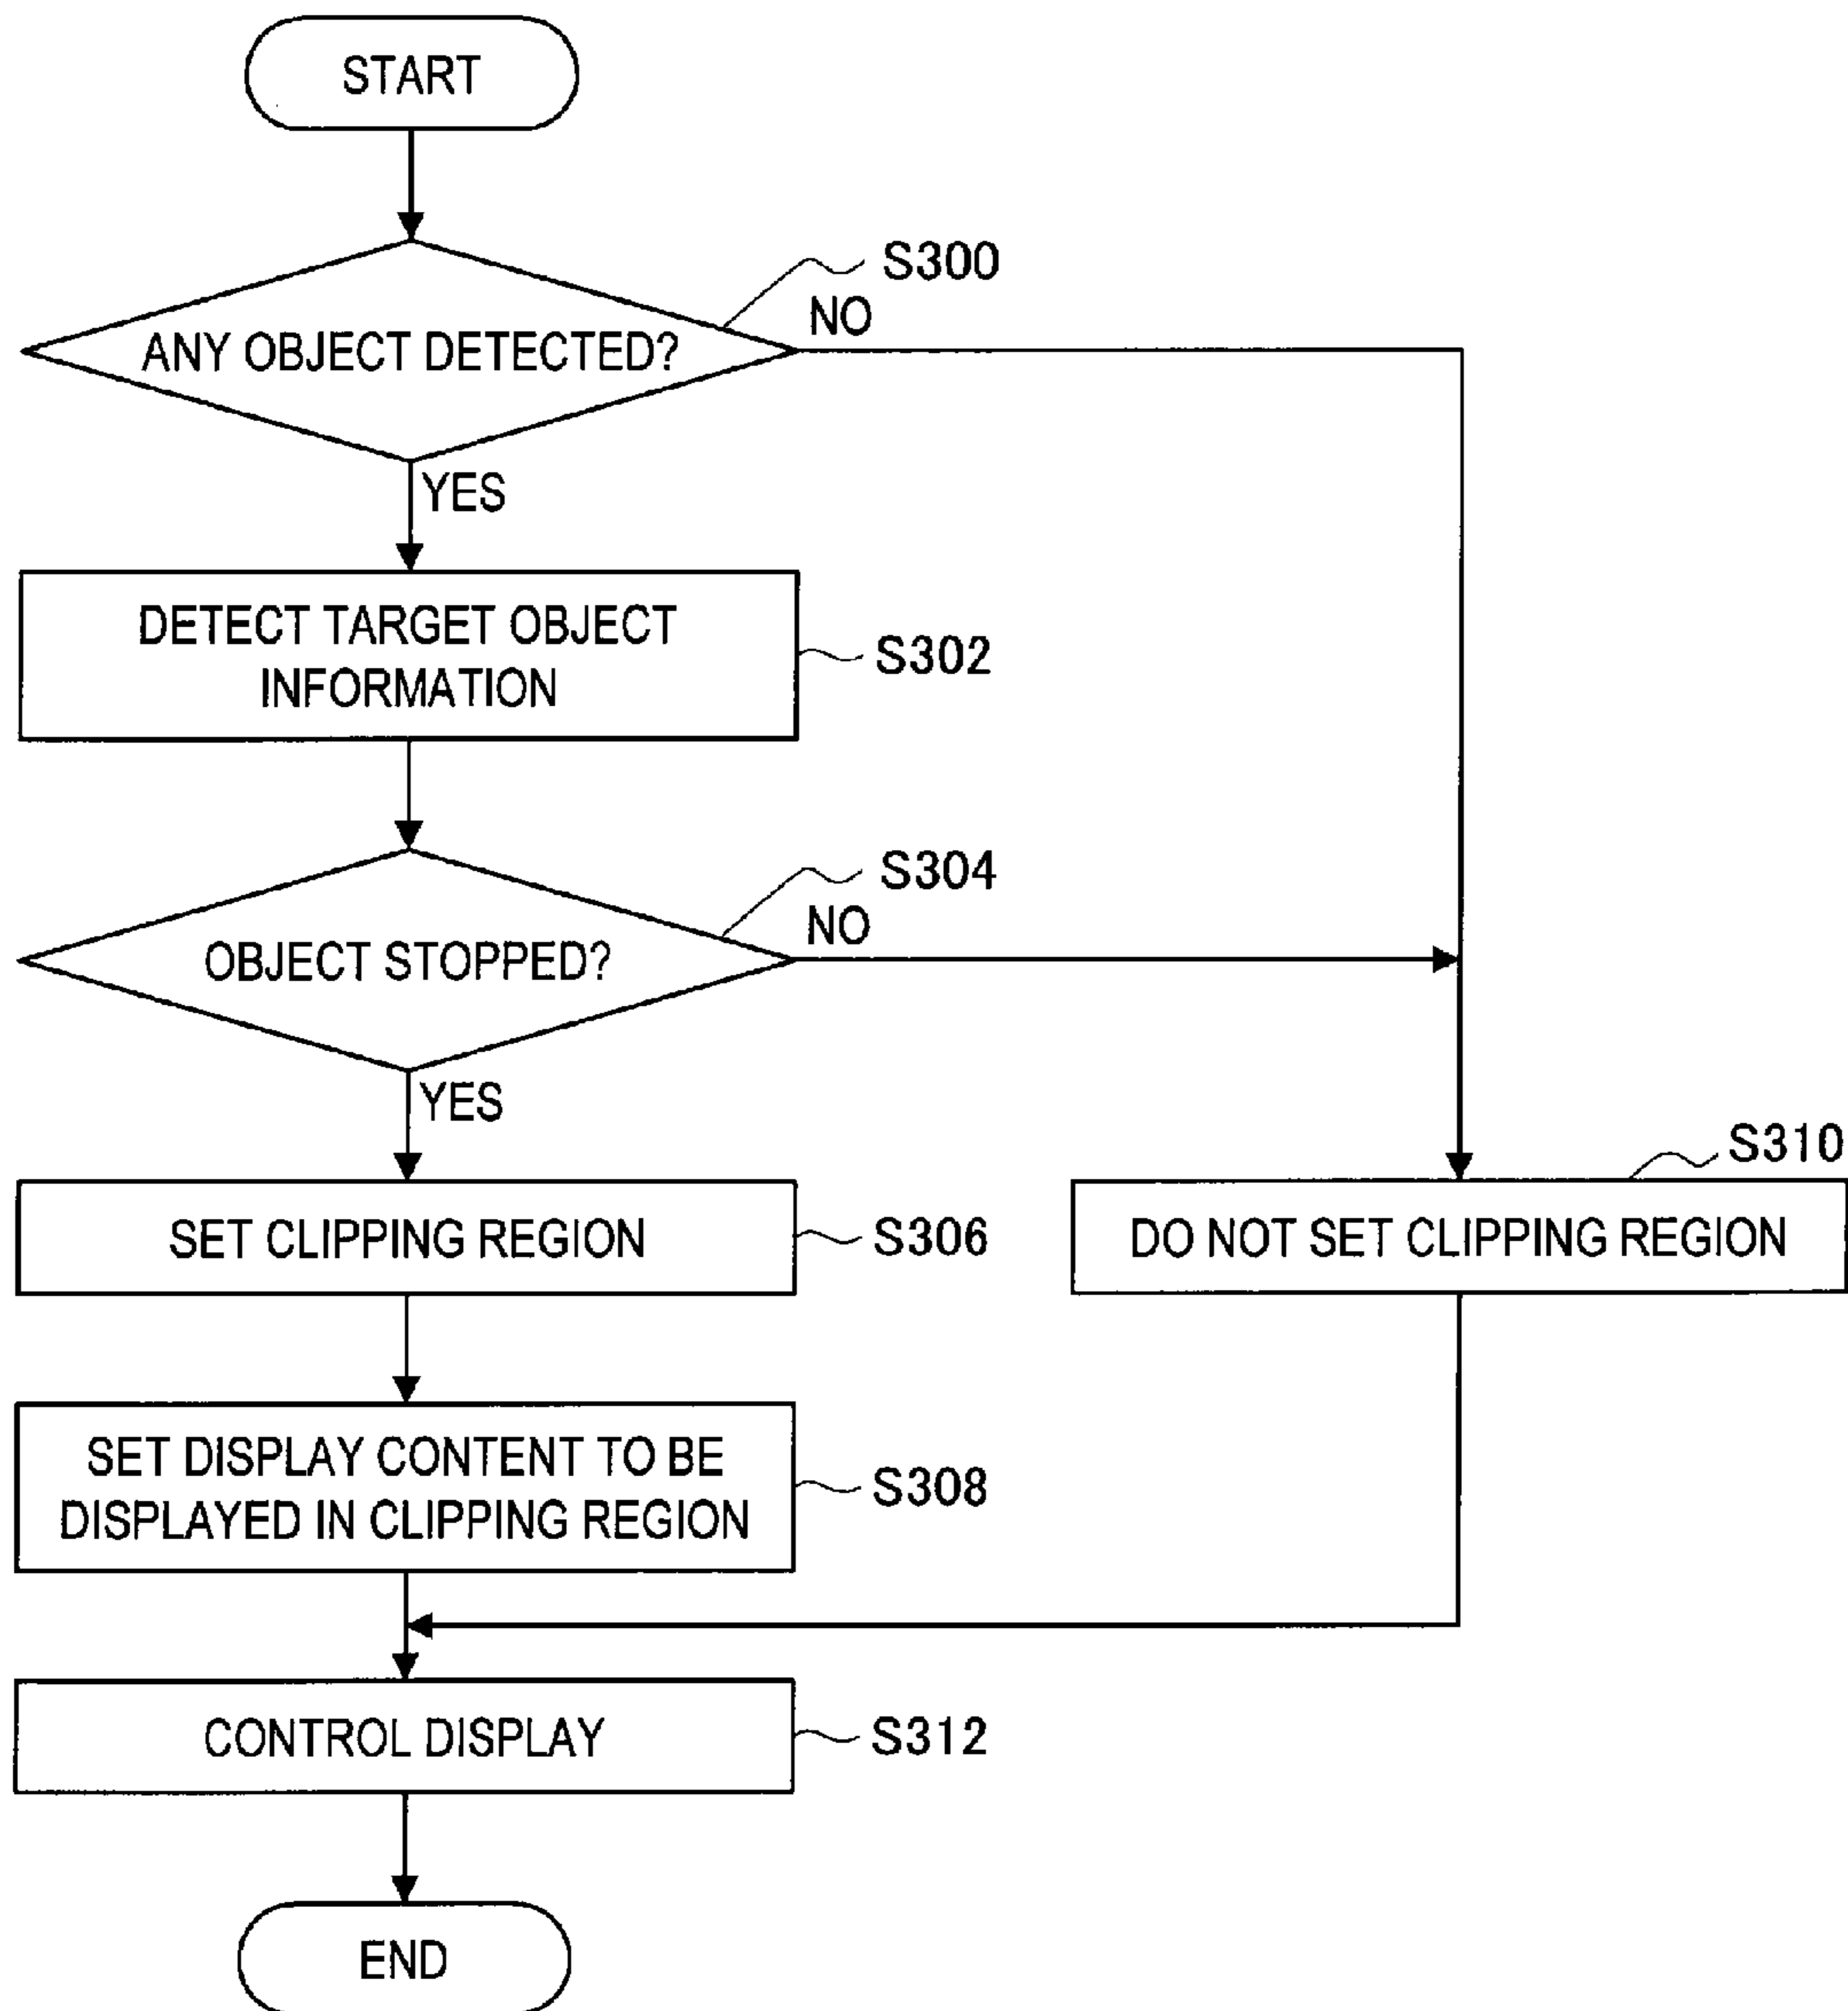 START
S300
NO
ANY OBJECT DETECTED?
YES
DETECT TARGET OBJECT
INFORMATION
S302
S304
NO
OBJECT STOPPED?
YES
S310
SET CLIPPING REGION
S306
DO NOT SET CLIPPING REGION
SET DISPLAY CONTENT TO BE
DISPLAYED IN CLIPPING REGION
S308
CONTROL DISPLAY
S312
END